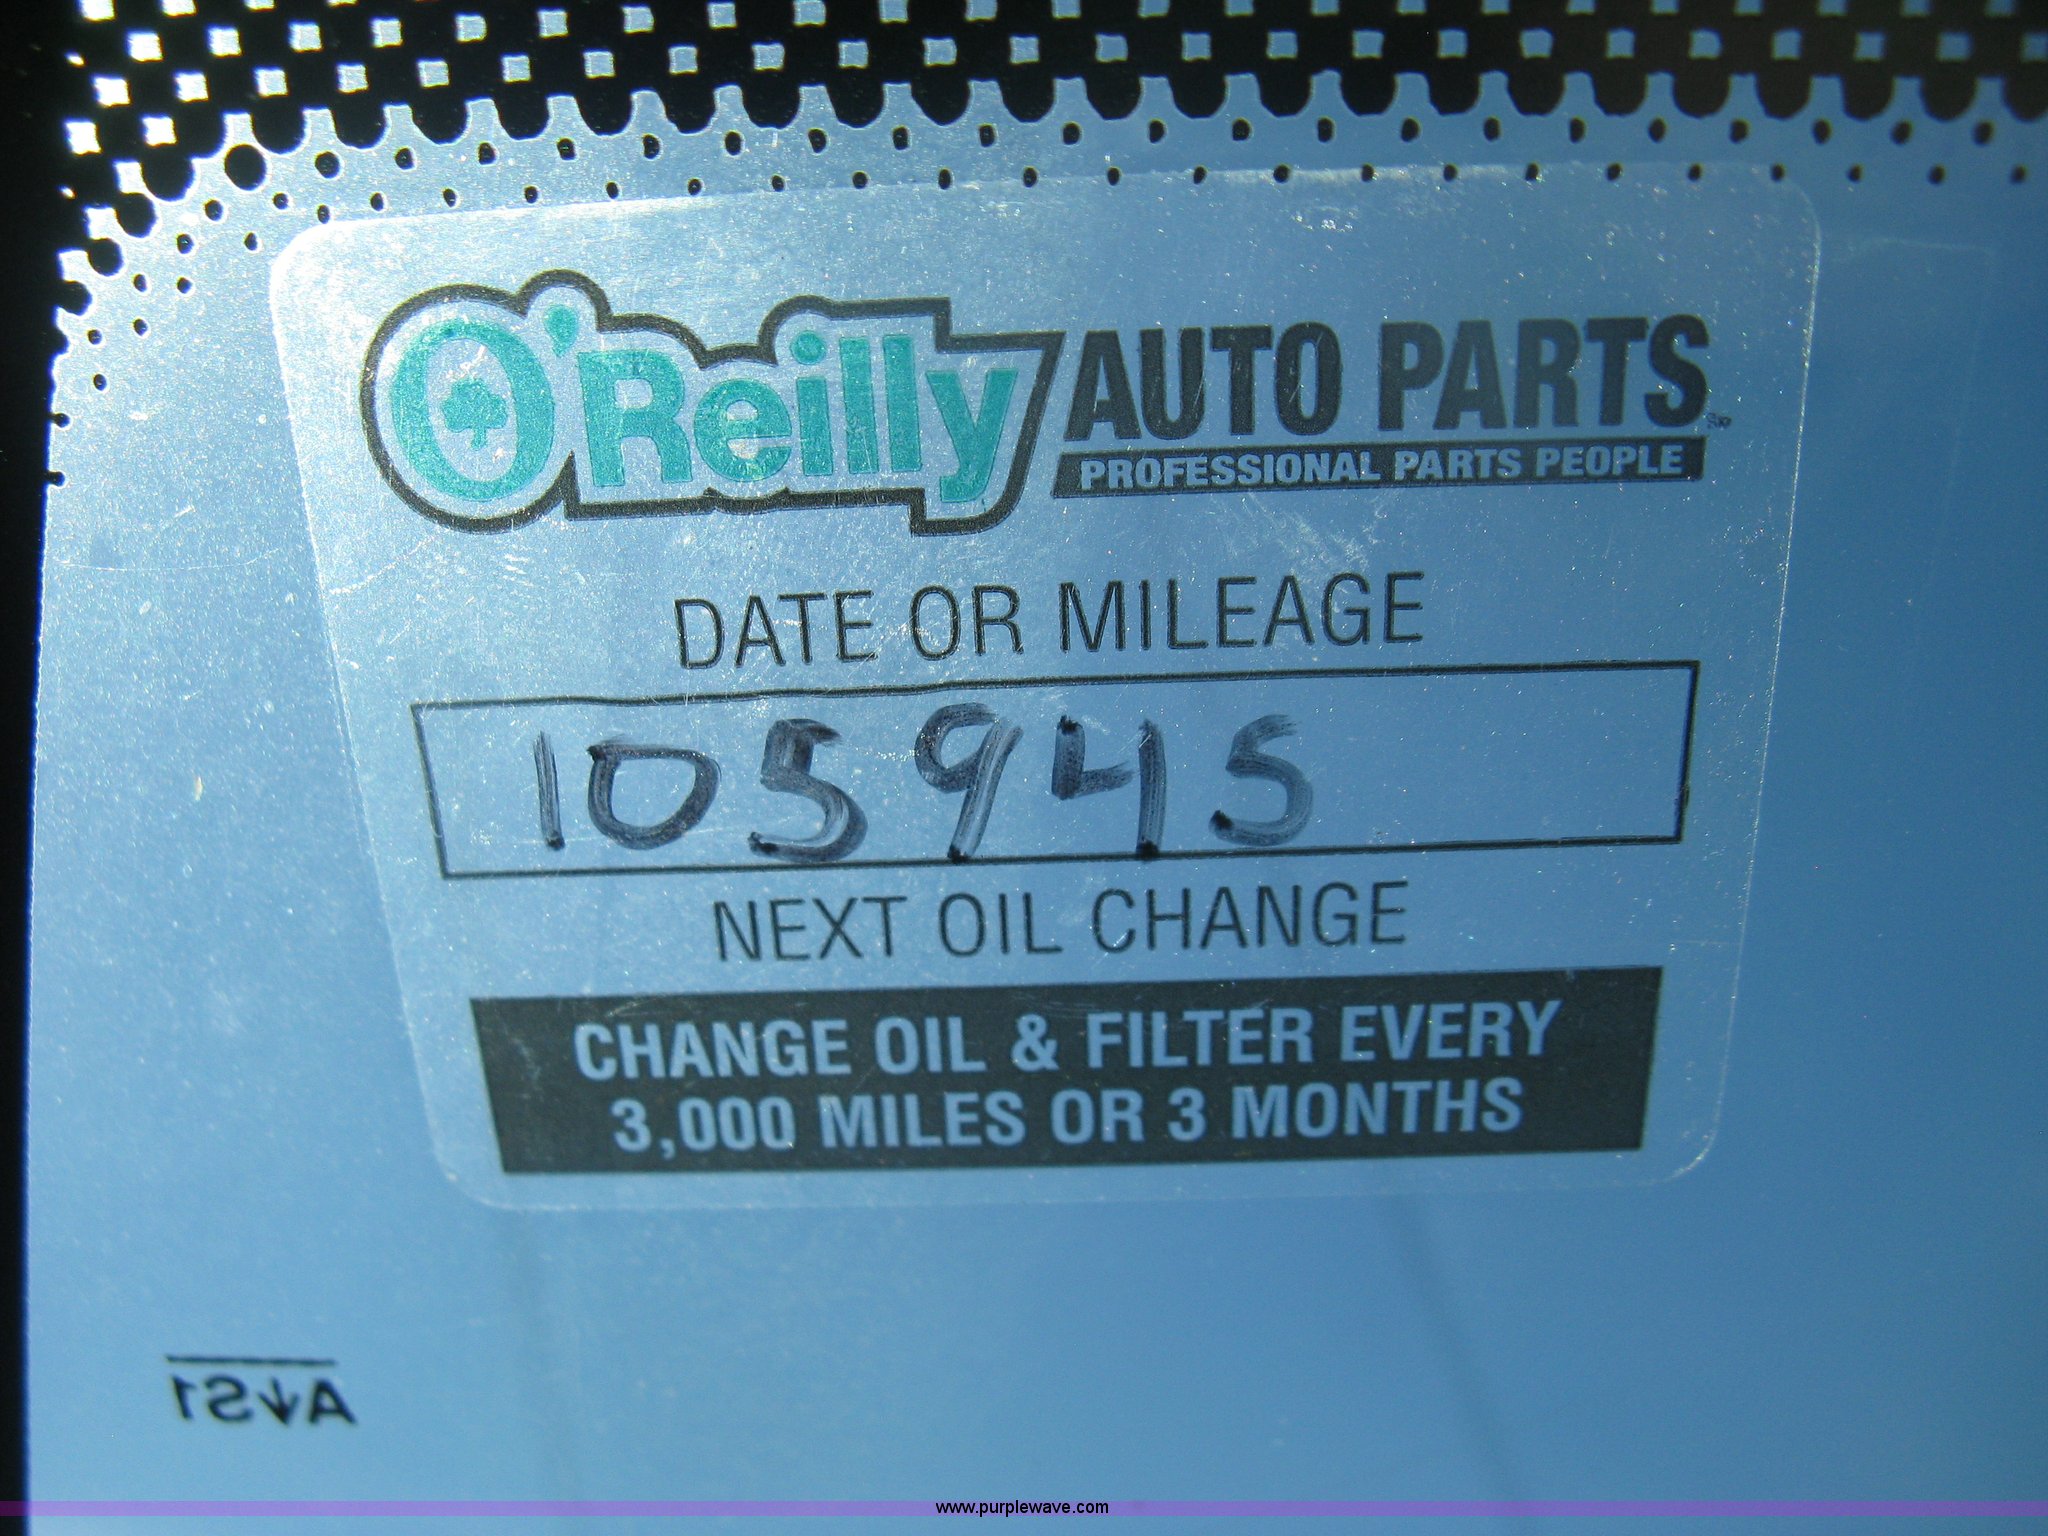 O'Reilly AUTO PARTS
PROFESSIONAL PARTS PEOPLE
DATE OR MILEAGE
105945
NEXT OIL CHANGE
CHANGE OIL & FILTER EVERY
3,000 MILES OR 3 MONTHS
A↓S1
www.purplewave.com